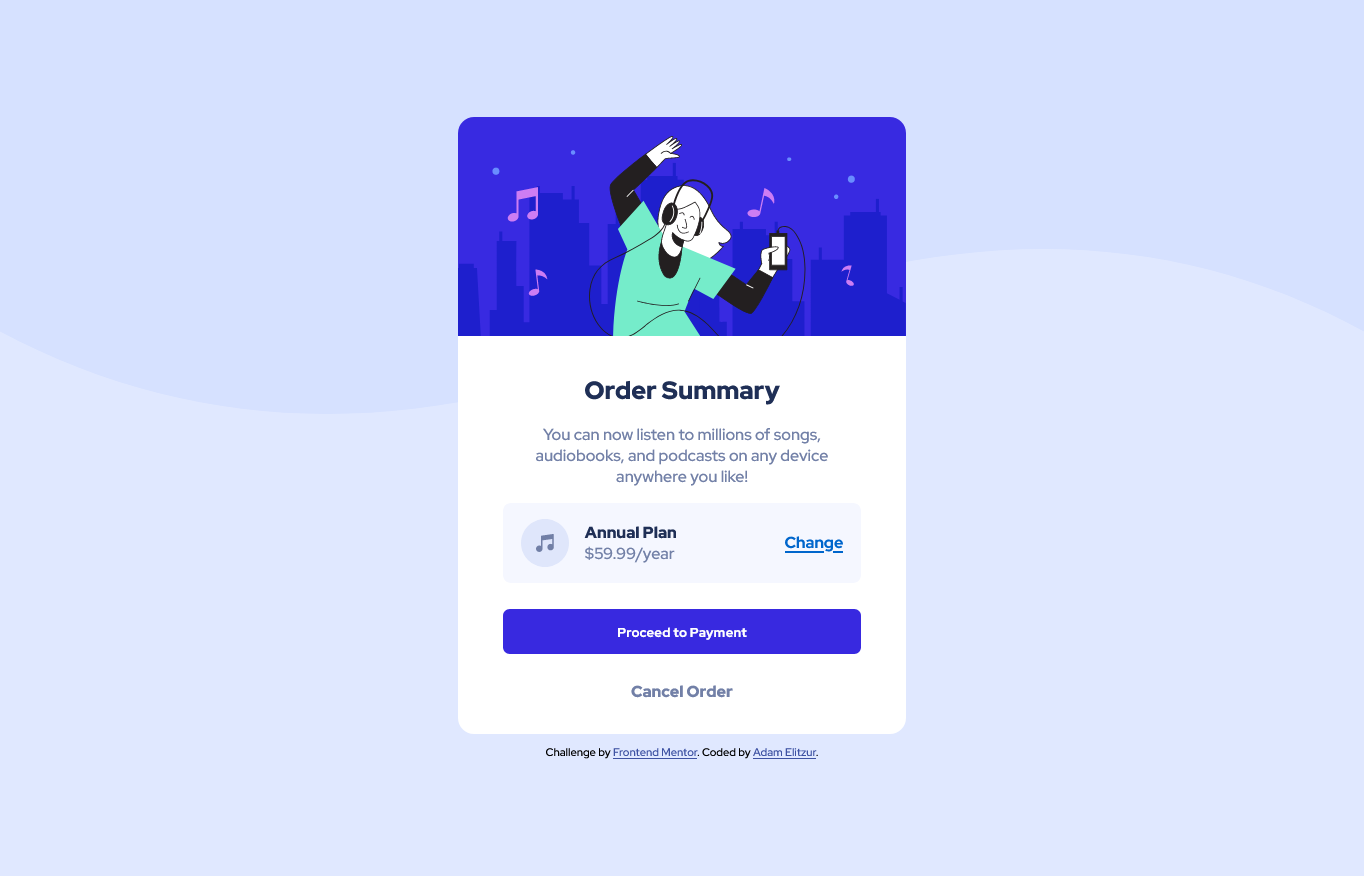 Order Summary
You can now listen to millions of songs,
audiobooks, and podcasts on any device
anywhere you like!
Annual Plan
$59.99/year
Change
Proceed to Payment
Cancel Order
Challenge by Frontend Mentor. Coded by Adam Elitzur.